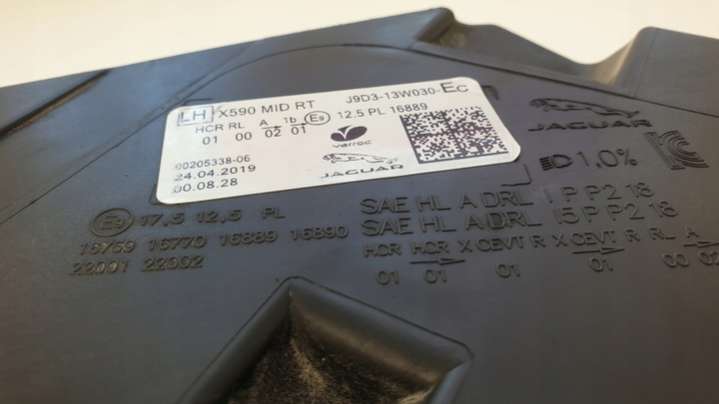 LH X590 MID RT J9D3-13W030-EC
HCR RL A 1b E8 12.5 PL 16889
01 00 02 01
varroc
JAGUAR
00205338-06
24.04.2019
00.08.28
JAGUAR
1,0%
17,5 12,5 PL
16769 16770 16889 16890
22001 22002
SAE HL A DRL I P P2 18
SAE HL A DRL I5 P P2 18
HCR HCR X CEVT R X CEVT R RL A
01 01 01 01 00 02